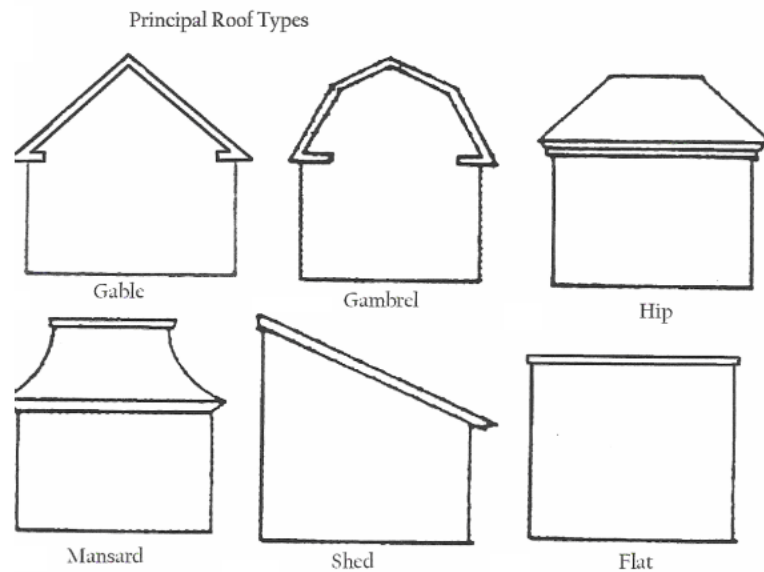 Principal Roof Types
Gable
Gambrel
Hip
Mansard
Shed
Flat